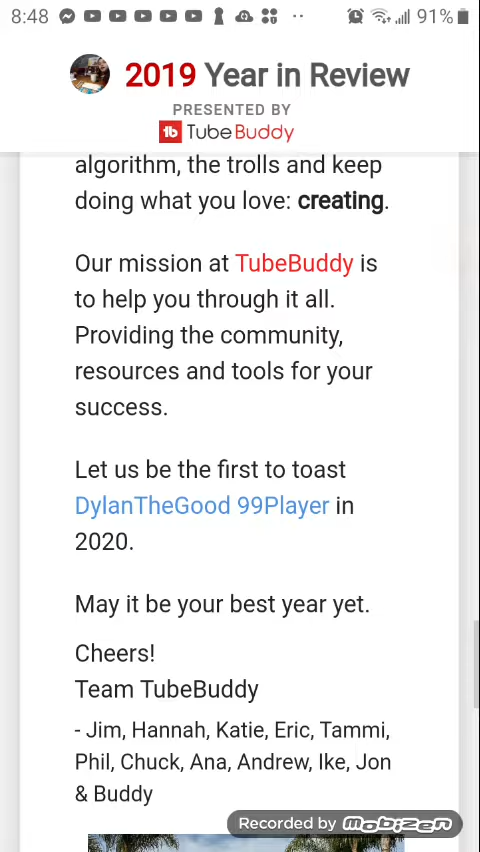 8:48
91%
2019 Year in Review
PRESENTED BY
tb TubeBuddy
algorithm, the trolls and keep
doing what you love: creating.
Our mission at TubeBuddy is
to help you through it all.
Providing the community,
resources and tools for your
success.
Let us be the first to toast
DylanTheGood 99Player in
2020.
May it be your best year yet.
Cheers!
Team TubeBuddy
- Jim, Hannah, Katie, Eric, Tammi,
Phil, Chuck, Ana, Andrew, Ike, Jon
& Buddy
Recorded by mobizen